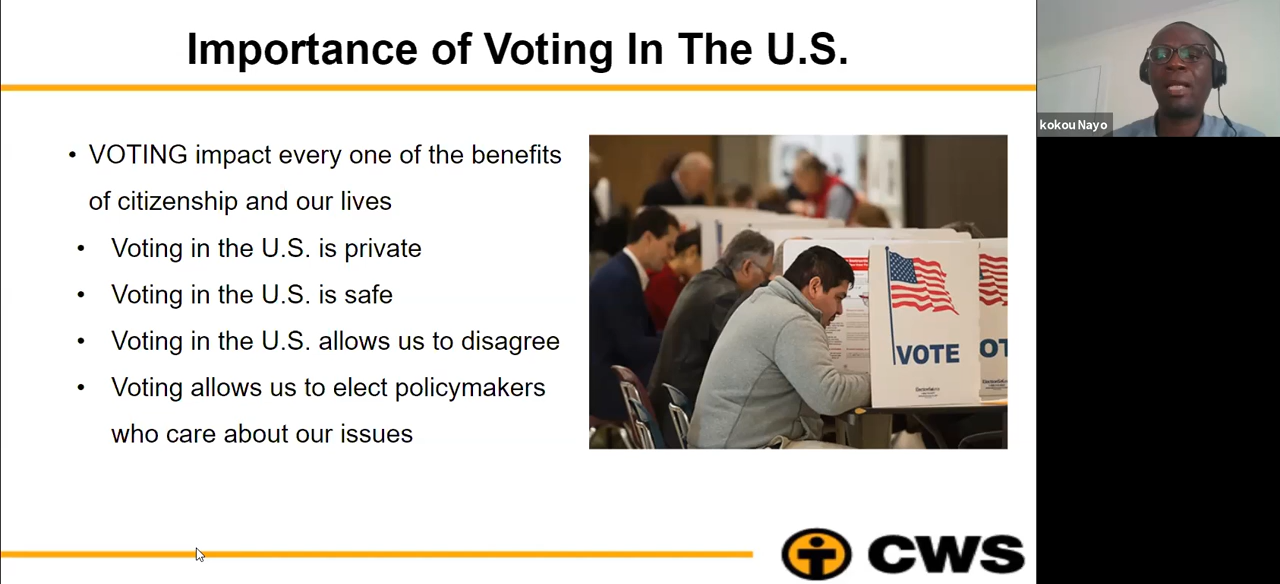 Importance of Voting In The U.S.
• VOTING impact every one of the benefits
of citizenship and our lives
• Voting in the U.S. is private
• Voting in the U.S. is safe
• Voting in the U.S. allows us to disagree
• Voting allows us to elect policymakers
who care about our issues
VOTE
OT
CWS
kokou Nayo